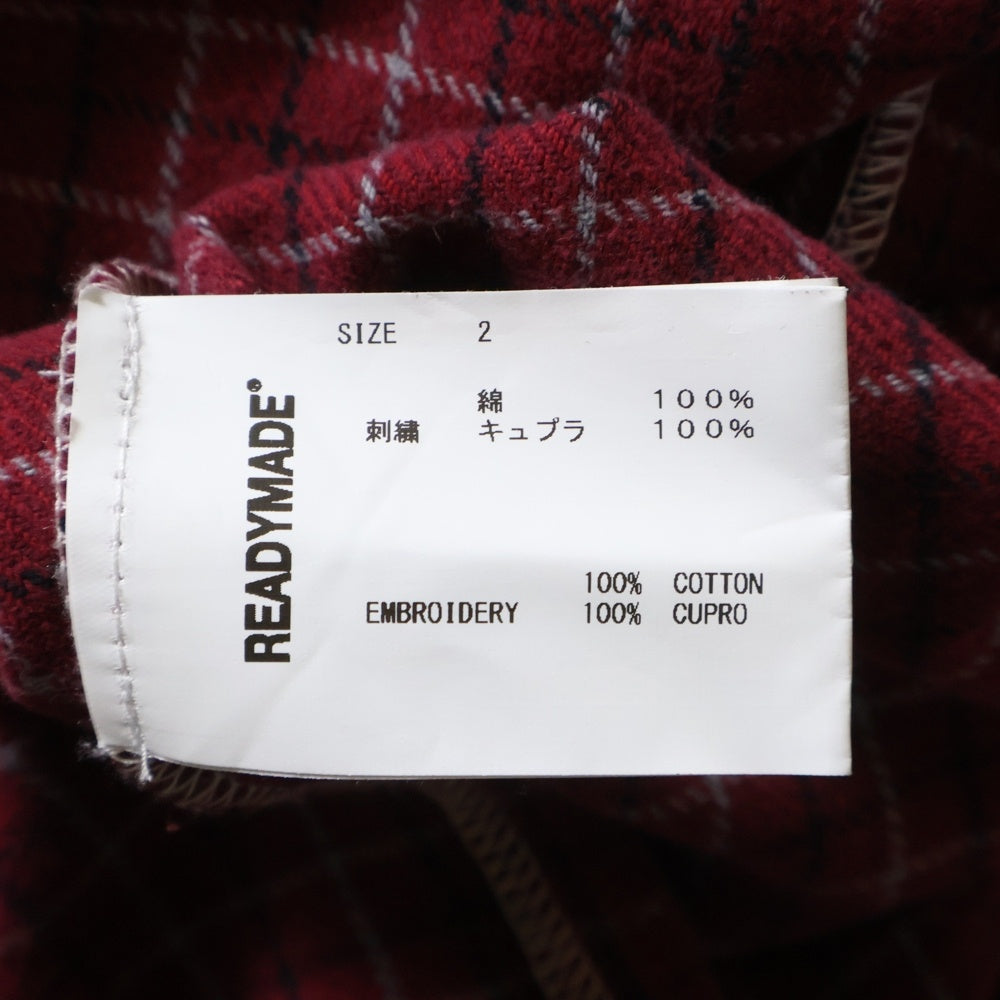 SIZE 2
綿 100%
刺繍 キュプラ 100%
READYMADE®
100% COTTON
EMBROIDERY 100% CUPRO